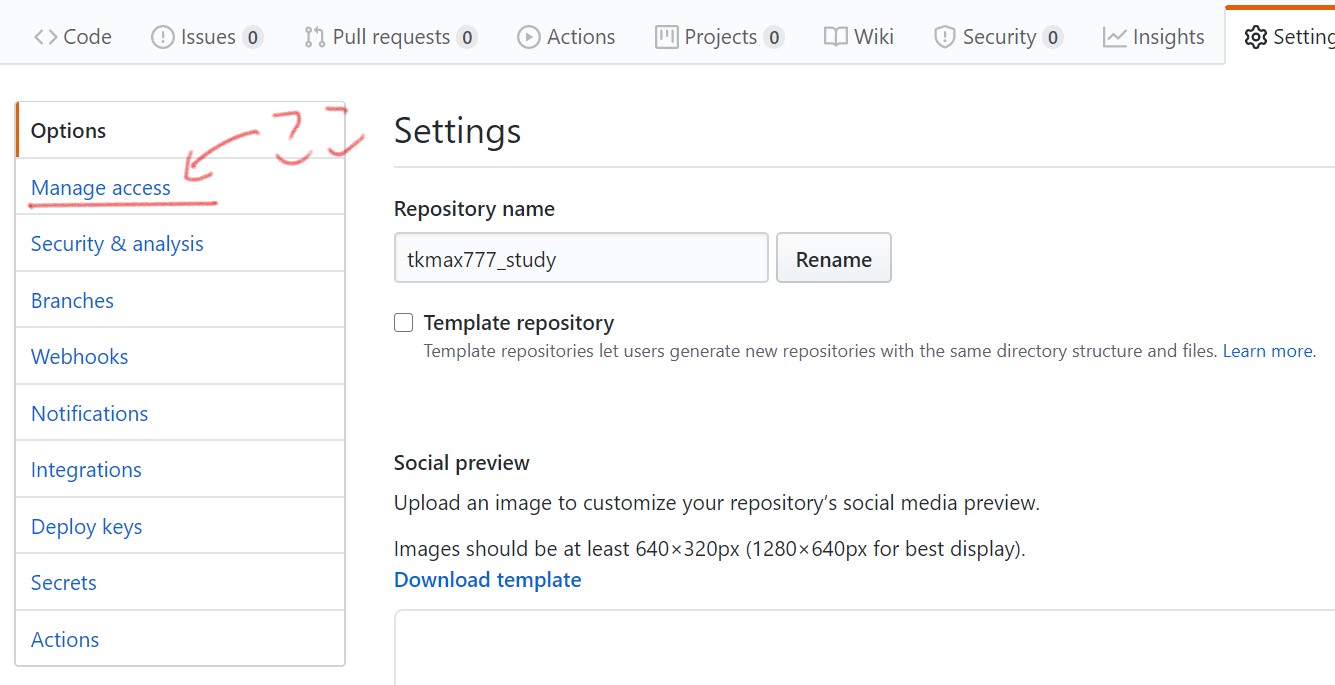 Code Issues 0 Pull requests 0 Actions Projects 0 Wiki Security 0 Insights Setting
Options
ここ
Manage access
Security & analysis
Branches
Webhooks
Notifications
Integrations
Deploy keys
Secrets
Actions
Settings
Repository name
tkmax777_study Rename
Template repository
Template repositories let users generate new repositories with the same directory structure and files. Learn more.
Social preview
Upload an image to customize your repository’s social media preview.
Images should be at least 640×320px (1280×640px for best display).
Download template